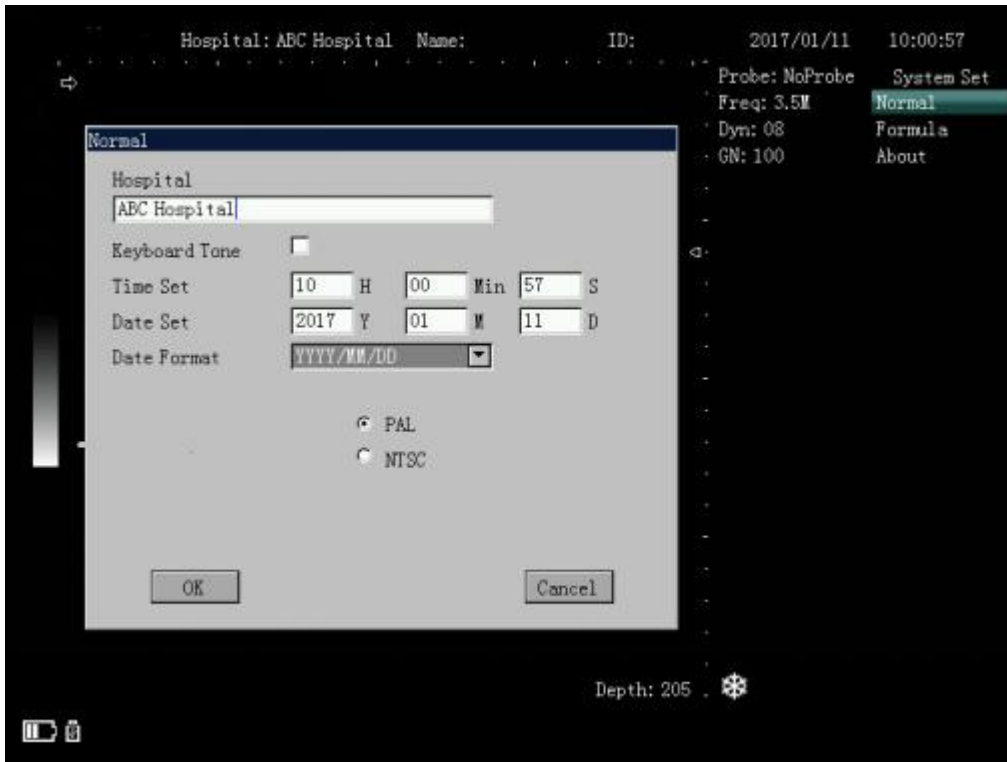 Hospital: ABC Hospital Name: ID: 2017/01/11 10:00:57
Probe: NoProbe System Set
Freq: 3.5M Normal
Dyn: 08 Formula
GN: 100 About
Normal
Hospital
ABC Hospital
Keyboard Tone
Time Set 10 H 00 Min 57 S
Date Set 2017 Y 01 M 11 D
Date Format YYYY/MM/DD
PAL
NTSC
OK Cancel
Depth: 205